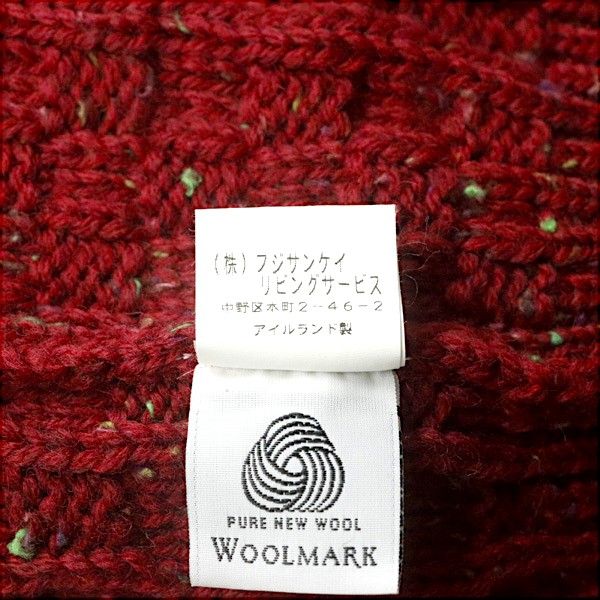 (株)フジサンケイ
リビングサービス
中野区本町2-46-2
アイルランド製
PURE NEW WOOL
WOOLMARK